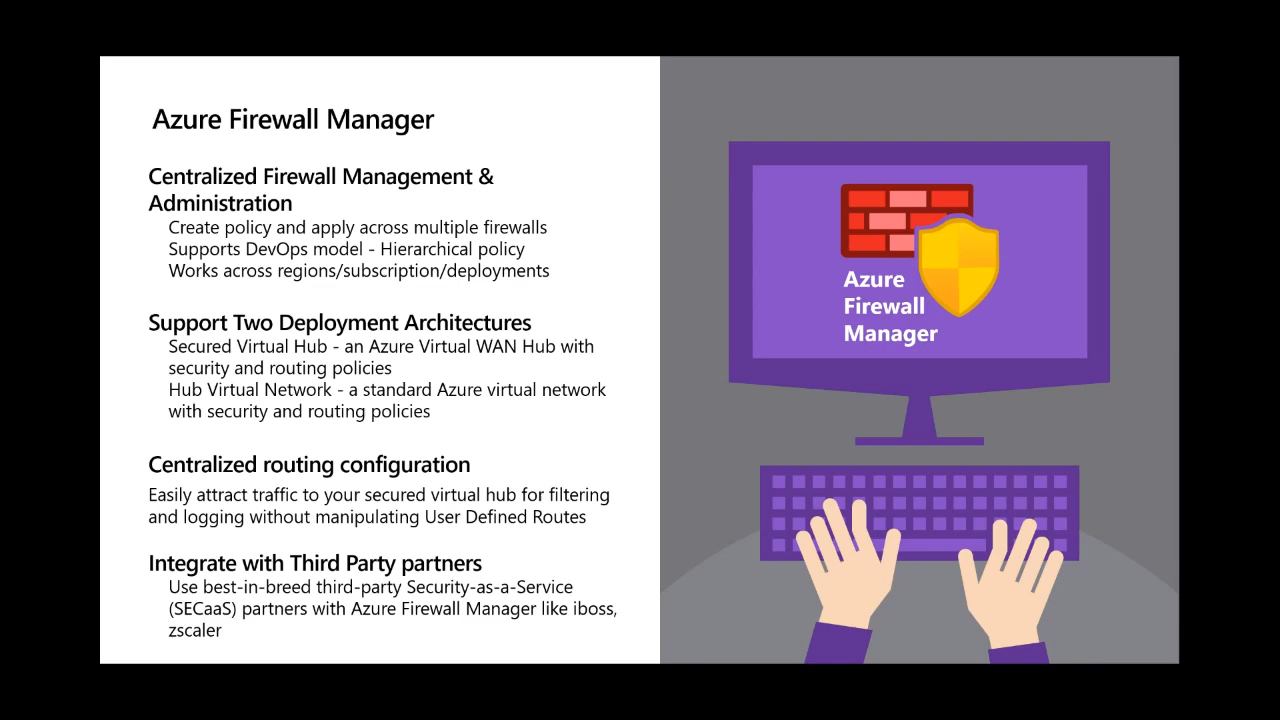 Azure Firewall Manager
Centralized Firewall Management &
Administration
Create policy and apply across multiple firewalls
Supports DevOps model - Hierarchical policy
Works across regions/subscription/deployments
Support Two Deployment Architectures
Secured Virtual Hub - an Azure Virtual WAN Hub with
security and routing policies
Hub Virtual Network - a standard Azure virtual network
with security and routing policies
Centralized routing configuration
Easily attract traffic to your secured virtual hub for filtering
and logging without manipulating User Defined Routes
Integrate with Third Party partners
Use best-in-breed third-party Security-as-a-Service
(SECaaS) partners with Azure Firewall Manager like iboss,
zscaler
Azure
Firewall
Manager